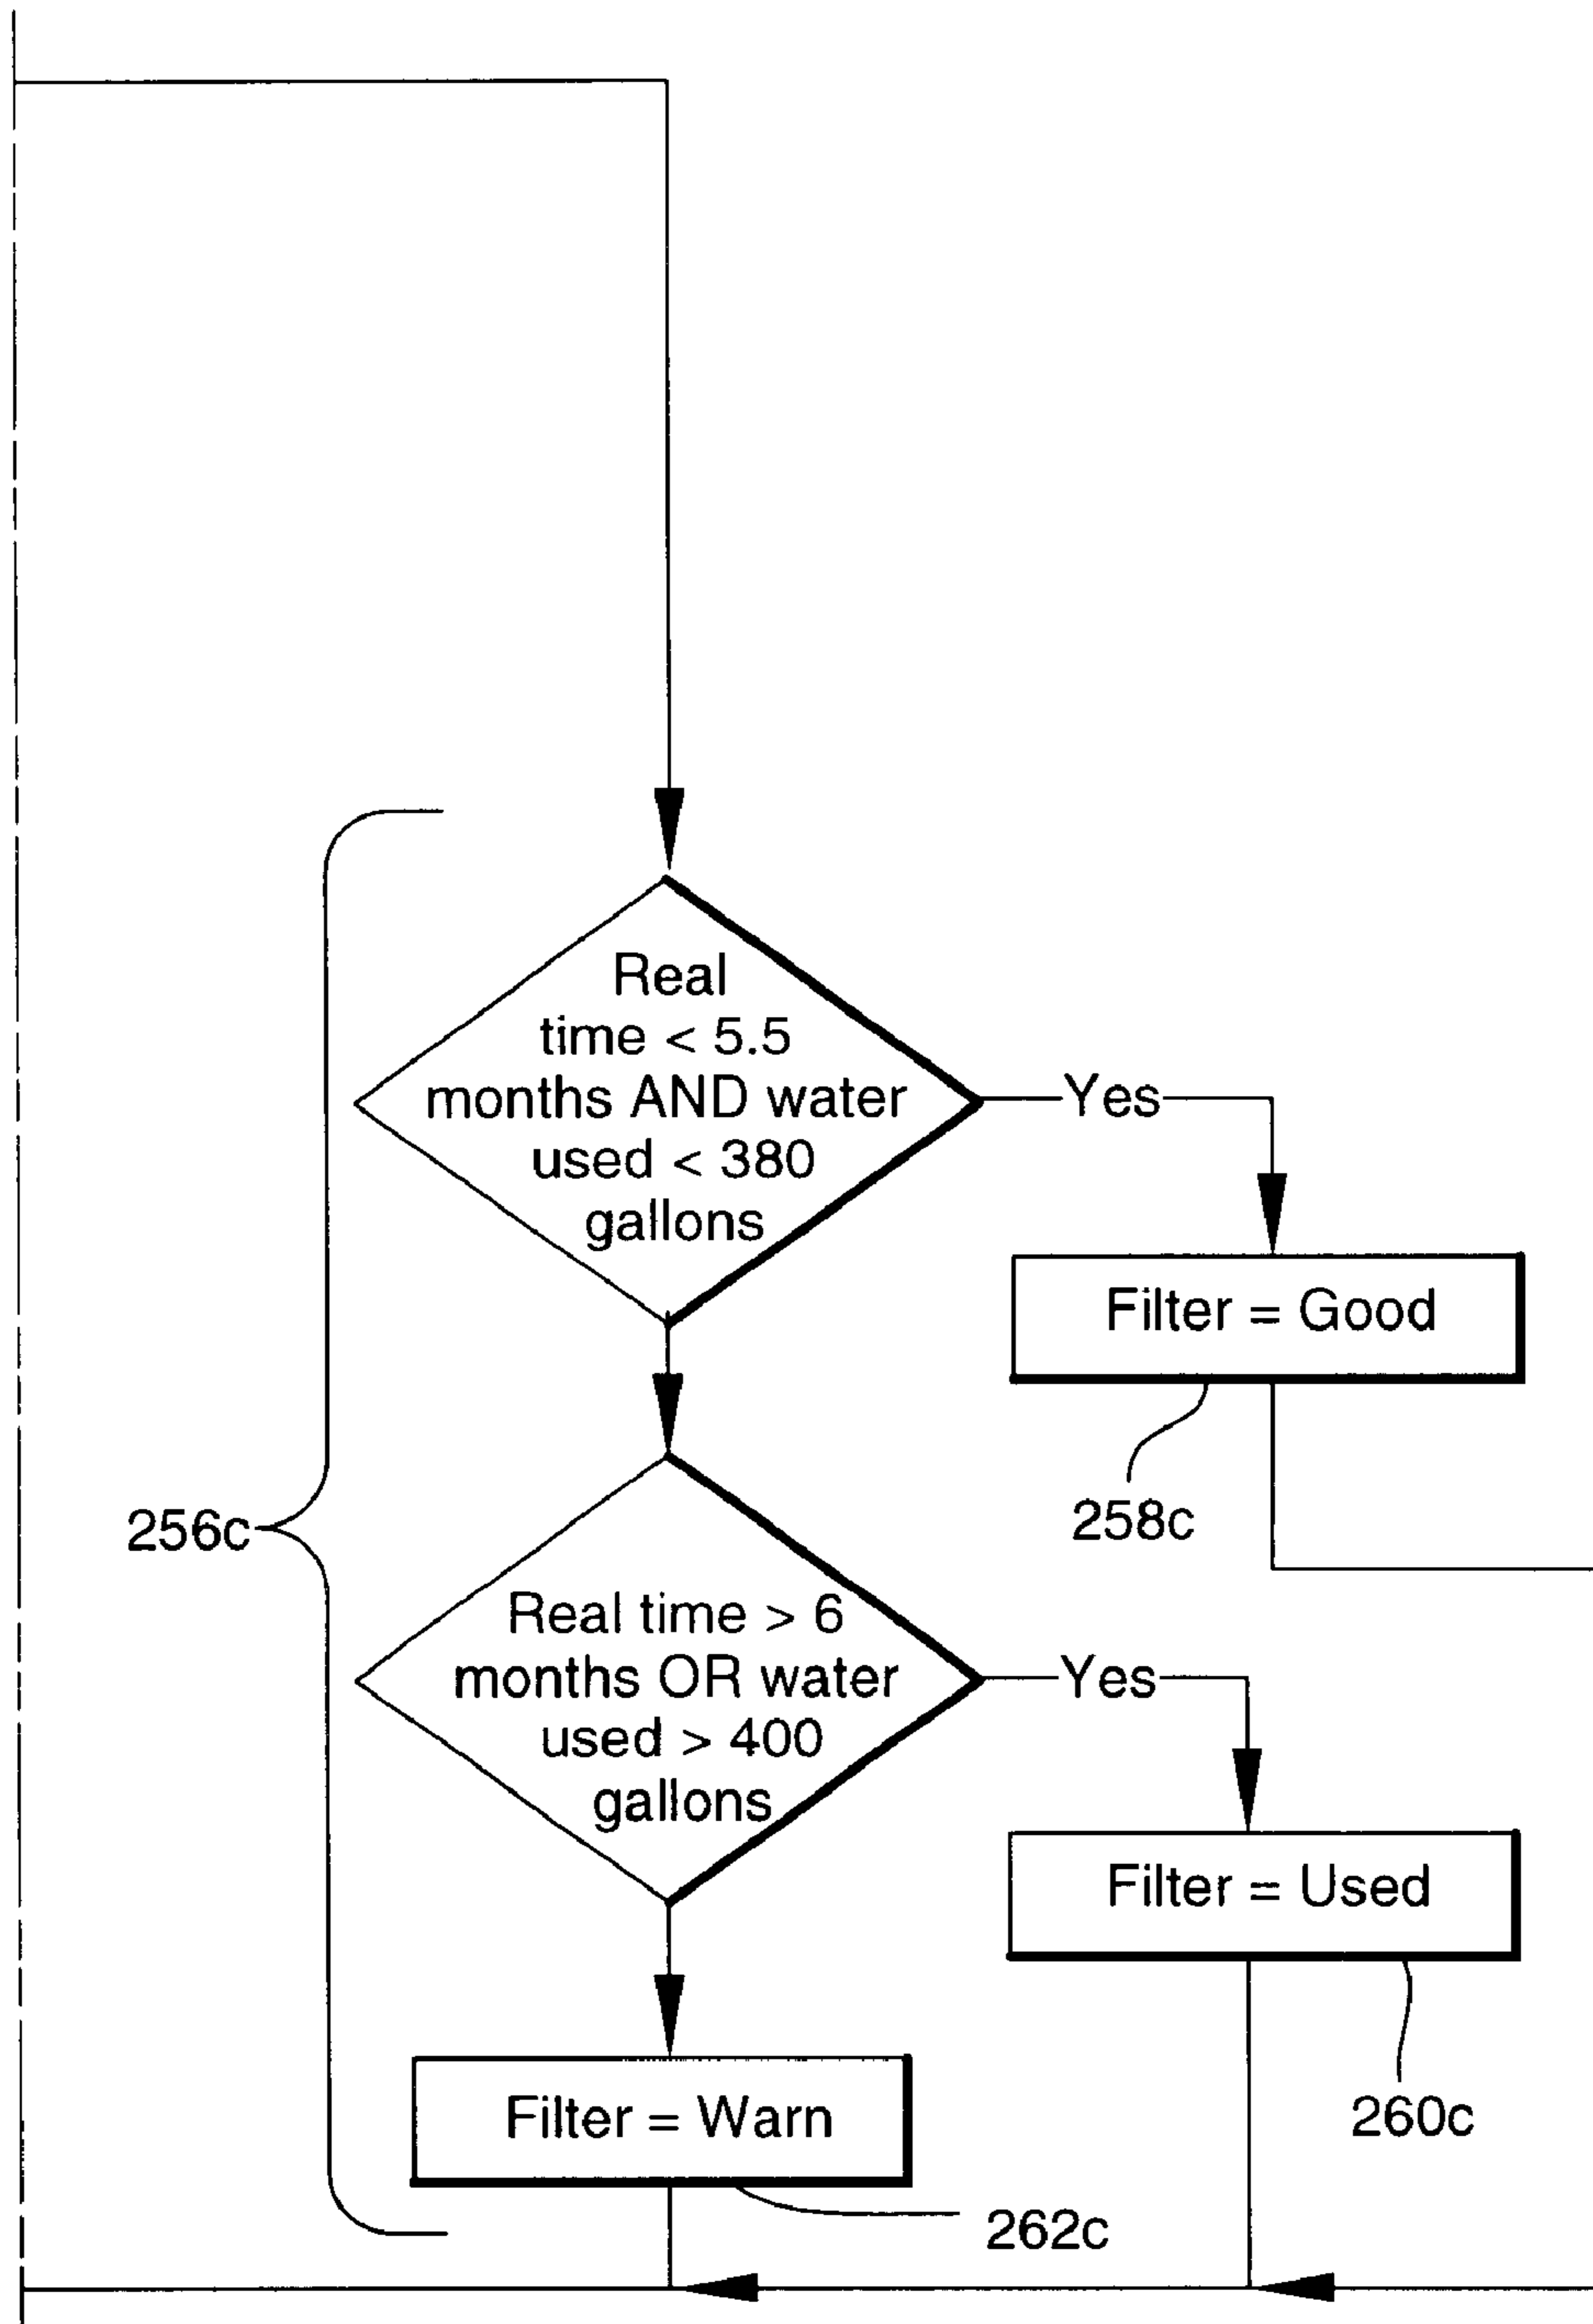 Real
time < 5.5
months AND water
used < 380
gallons
Yes
Filter = Good
258c
256c
Real time > 6
months OR water
used > 400
gallons
Yes
Filter = Used
260c
Filter = Warn
262c